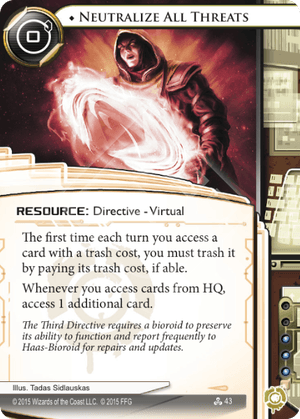 0
⬥ Neutralize All Threats
RESOURCE: Directive - Virtual
The first time each turn you access a
card with a trash cost, you must trash it
by paying its trash cost, if able.
Whenever you access cards from HQ,
access 1 additional card.
The Third Directive requires a bioroid to preserve
its ability to function and report frequently to
Haas-Bioroid for repairs and updates.
Illus. Tadas Sidlauskas
© 2015 Wizards of the Coast LLC. © 2015 FFG
43